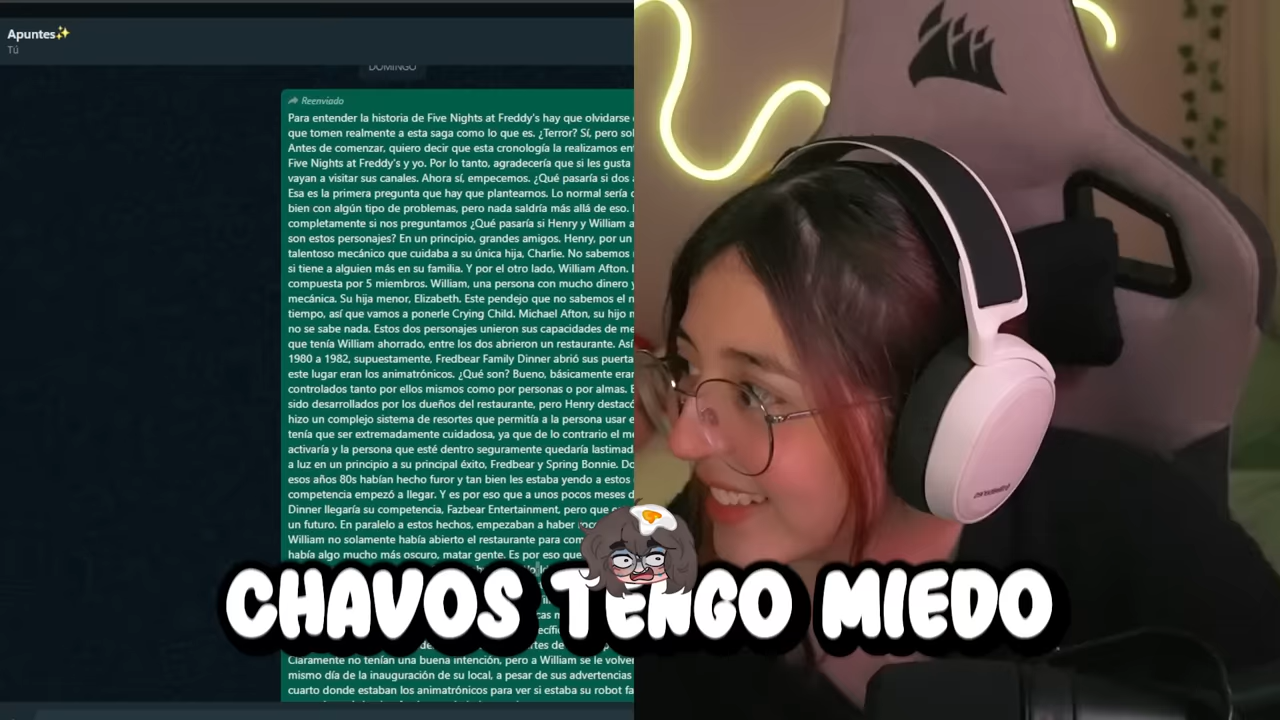 Apuntes✨
Tú
DOMINGO
Reenviado
Para entender la historia de Five Nights at Freddy's hay que olvidarse
que tomen realmente a esta saga como lo que es. ¿Terror? Sí, pero sol
Antes de comenzar, quiero decir que esta cronología la realizamos en
Five Nights at Freddy's y yo. Por lo tanto, agradecería que si les gusta
vayan a visitar sus canales. Ahora sí, empecemos. ¿Qué pasaría si dos
Esa es la primera pregunta que hay que plantearnos. Lo normal sería
bien con algún tipo de problemas, pero nada saldría más allá de eso.
completamente si nos preguntamos ¿Qué pasaría si Henry y William a
son estos personajes? En un principio, grandes amigos. Henry, por un
talentoso mecánico que cuidaba a su única hija, Charlie. No sabemos
si tiene a alguien más en su familia. Y por el otro lado, William Afton.
compuesta por 5 miembros. William, una persona con mucho dinero y
mecánica. Su hija menor, Elizabeth. Este pendejo que no sabemos el n
tiempo, así que vamos a ponerle Crying Child. Michael Afton, su hijo m
no se sabe nada. Estos dos personajes unieron sus capacidades de me
que tenía William ahorrado, entre los dos abrieron un restaurante. Así
1980 a 1982, supuestamente, Fredbear Family Dinner abrió sus puerta
este lugar eran los animatrónicos. ¿Qué son? Bueno, básicamente eran
controlados tanto por ellos mismos como por personas o por almas. E
sido desarrollados por los dueños del restaurante, pero Henry destacó
hizo un complejo sistema de resortes que permitía a la persona usar e
tenía que ser extremadamente cuidadosa, ya que de lo contrario el me
activaría y la persona que esté dentro seguramente quedaría lastimad
a luz en un principio a su principal éxito, Fredbear y Spring Bonnie. Do
esos años 80s habían hecho furor y tan bien les estaba yendo a estos
competencia empezó a llegar. Y es por eso que a unos pocos meses d
Dinner llegaría su competencia, Fazbear Entertainment, pero que e
un futuro. En paralelo a estos hechos, empezaban a haber
William no solamente había abierto el restaurante para com
había algo mucho más oscuro, matar gente. Es por eso que
CHAVOS TENGO MIEDO
Claramente no tenían una buena intención, pero a William se le volver
mismo día de la inauguración de su local, a pesar de sus advertencias
cuarto donde estaban los animatrónicos para ver si estaba su robot fa